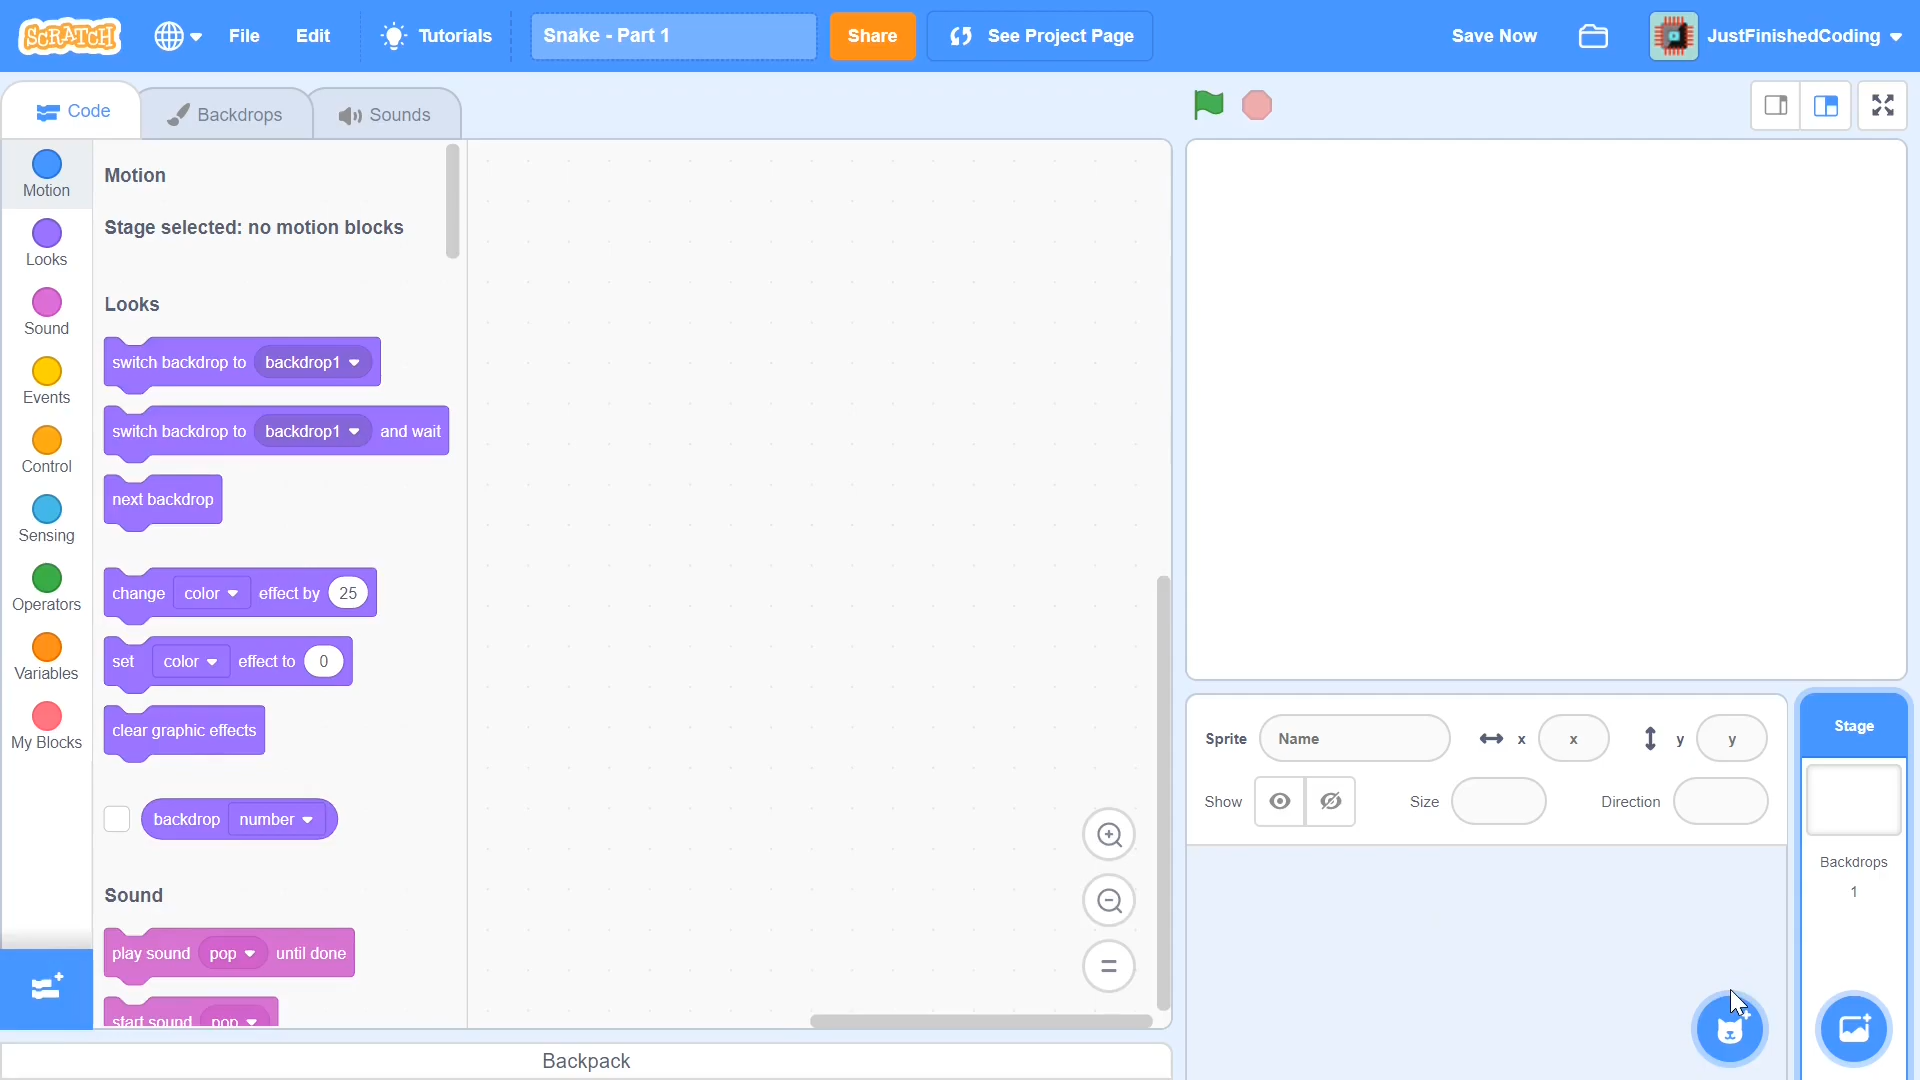 SCRATCH File Edit Tutorials Snake - Part 1 Share See Project Page Save Now JustFinishedCoding
Code Backdrops Sounds
Motion
Looks
Sound
Events
Control
Sensing
Operators
Variables
My Blocks
Motion
Stage selected: no motion blocks
Looks
switch backdrop to backdrop1
switch backdrop to backdrop1 and wait
next backdrop
change color effect by 25
set color effect to 0
clear graphic effects
backdrop number
Sound
play sound pop until done
start sound pop
Backpack
Sprite Name x x y y
Show Size Direction
Stage
Backdrops
1